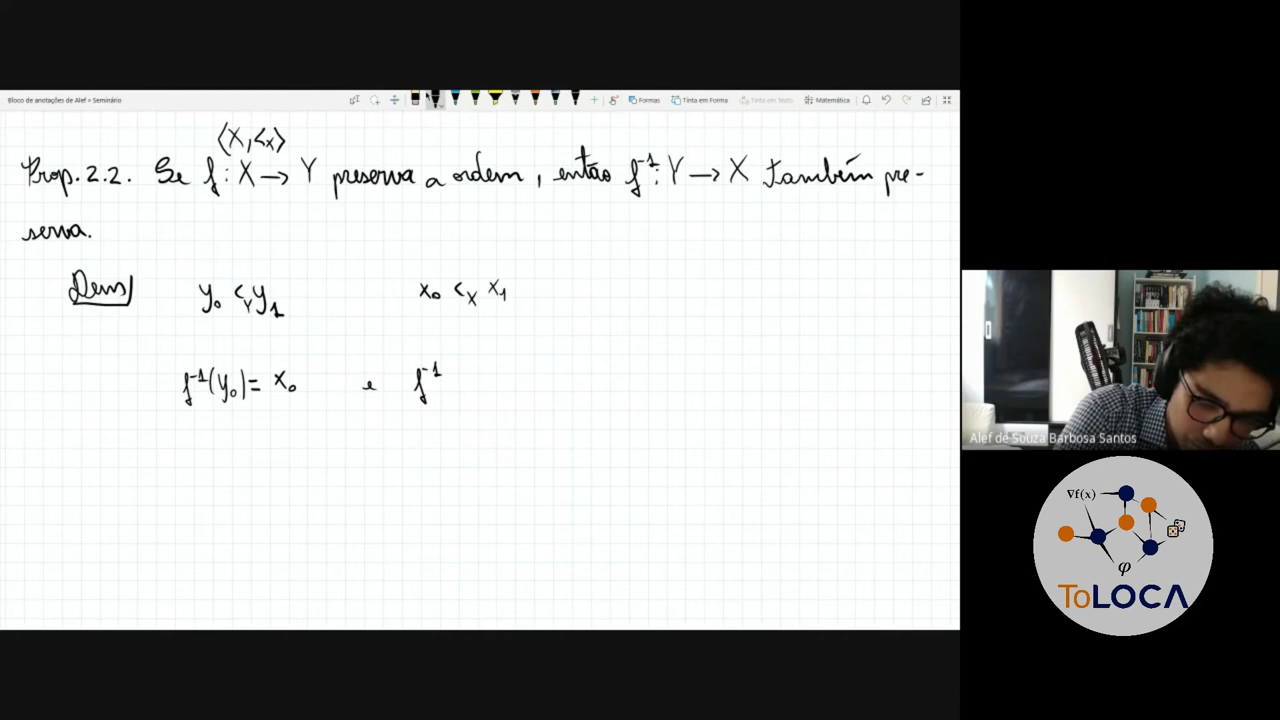 Bloco de anotações de Alef » Seminário
Formas Tinta em Forma Tinta em Texto Matemática
⟨X, <x⟩
Prop. 2.2. Se f : X → Y preserva a ordem, então f⁻¹: Y → X também pre-
serva.
Dem
y₀ <_Y y₁ x₀ <_X x₁
f⁻¹(y₀) = x₀ e f⁻¹
Alef de Souza Barbosa Santos
∇f(x)
φ
ToLOCA